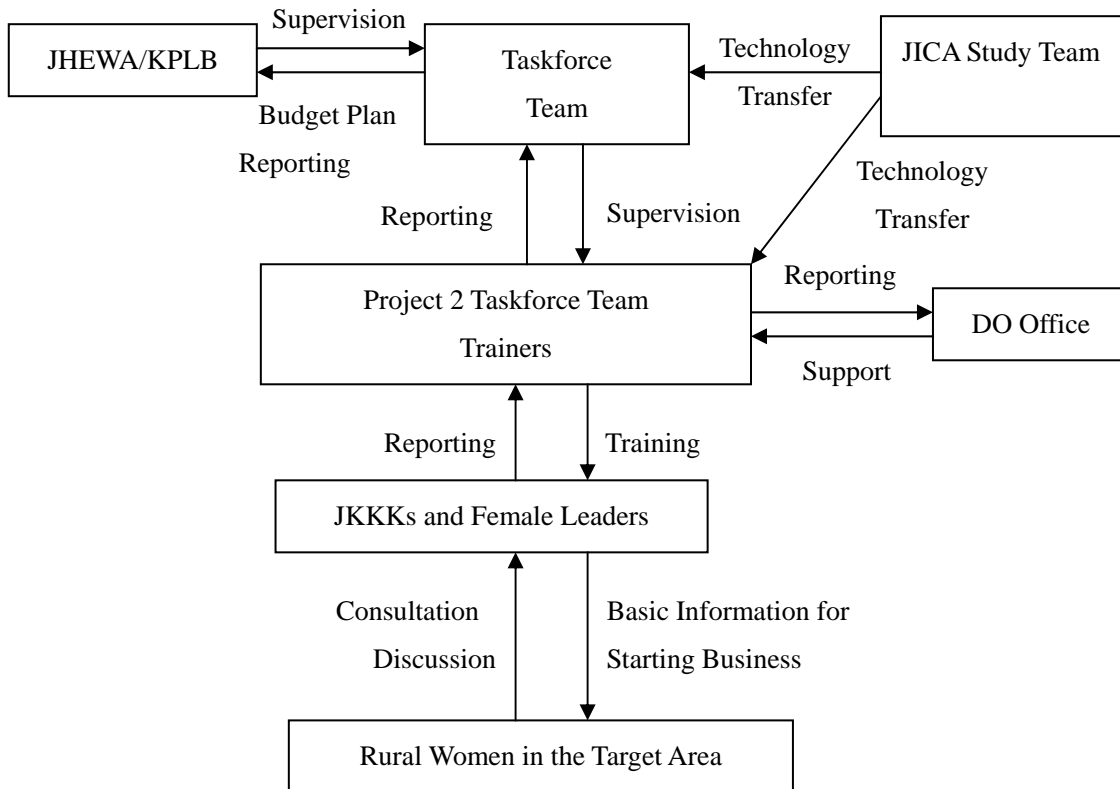 Supervision
JHEWA/KPLB
Budget Plan
Reporting
Taskforce
Team
Technology
Transfer
JICA Study Team
Technology
Transfer
Reporting
Supervision
Project 2 Taskforce Team
Trainers
Reporting
Support
DO Office
Reporting
Training
JKKKs and Female Leaders
Consultation
Discussion
Basic Information for
Starting Business
Rural Women in the Target Area